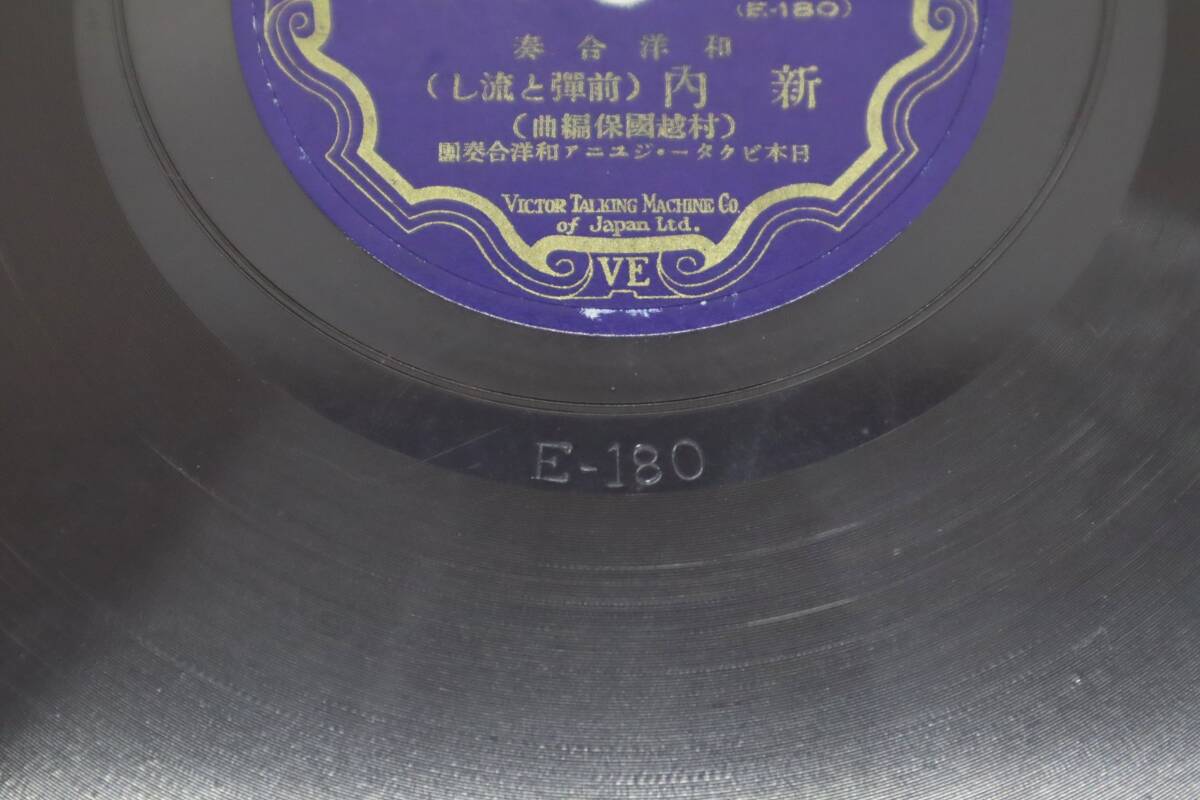 (E-180)
和洋合奏
新内(前彈と流し)
(村越國保編曲)
日本ビクター・ジユニア和洋合奏團
VICTOR TALKING MACHINE CO.
of Japan Ltd.
VE
E-180